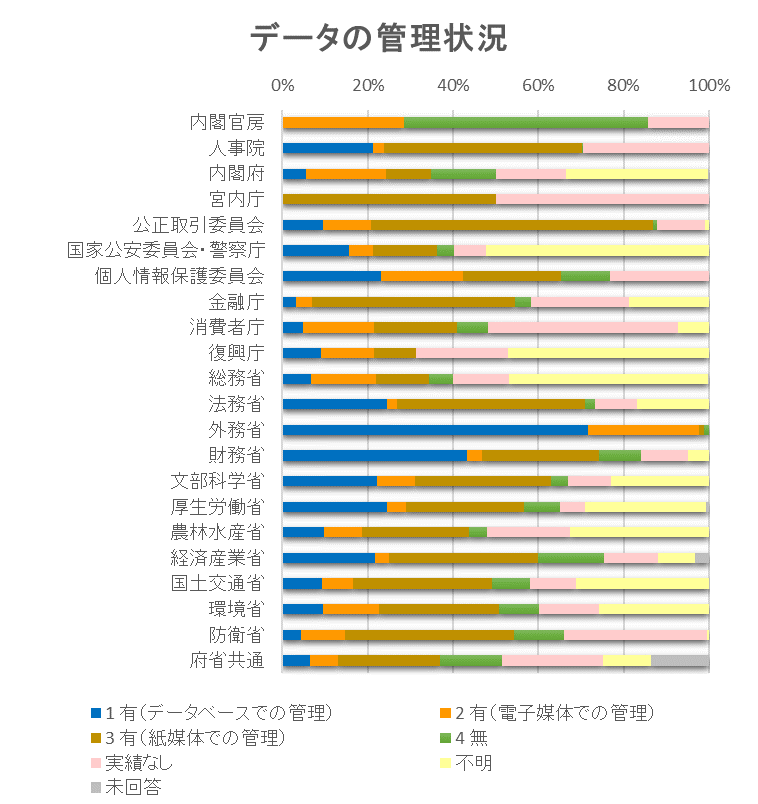 データの管理状況
0% 20% 40% 60% 80% 100%
内閣官房
人事院
内閣府
宮内庁
公正取引委員会
国家公安委員会・警察庁
個人情報保護委員会
金融庁
消費者庁
復興庁
総務省
法務省
外務省
財務省
文部科学省
厚生労働省
農林水産省
経済産業省
国土交通省
環境省
防衛省
府省共通
1 有（データベースでの管理） 2 有（電子媒体での管理）
3 有（紙媒体での管理） 4 無
実績なし 不明
未回答